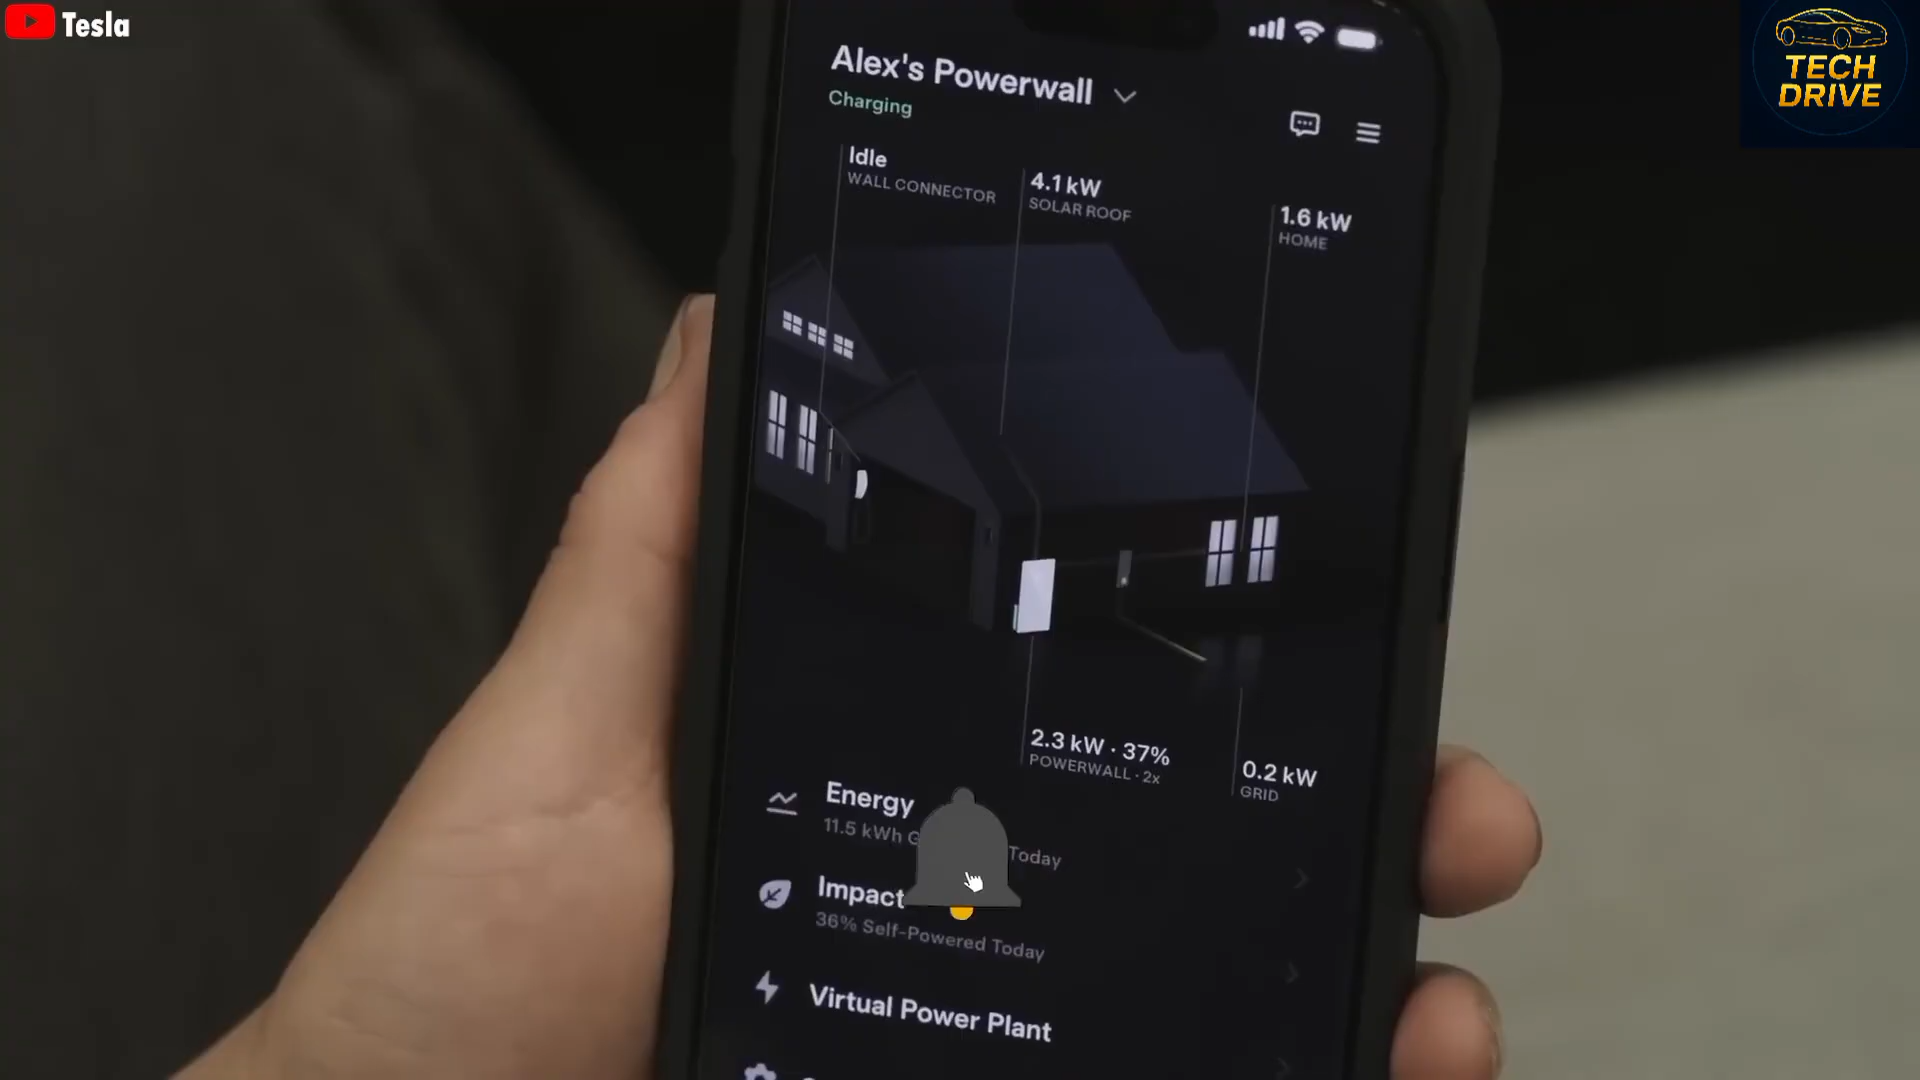 Tesla
TECH
DRIVE
Alex's Powerwall
Charging
Idle
WALL CONNECTOR
4.1 kW
SOLAR ROOF
1.6 kW
HOME
2.3 kW · 37%
POWERWALL · 2x
0.2 kW
GRID
Energy
11.5 kWh G Today
Impact
36% Self-Powered Today
Virtual Power Plant